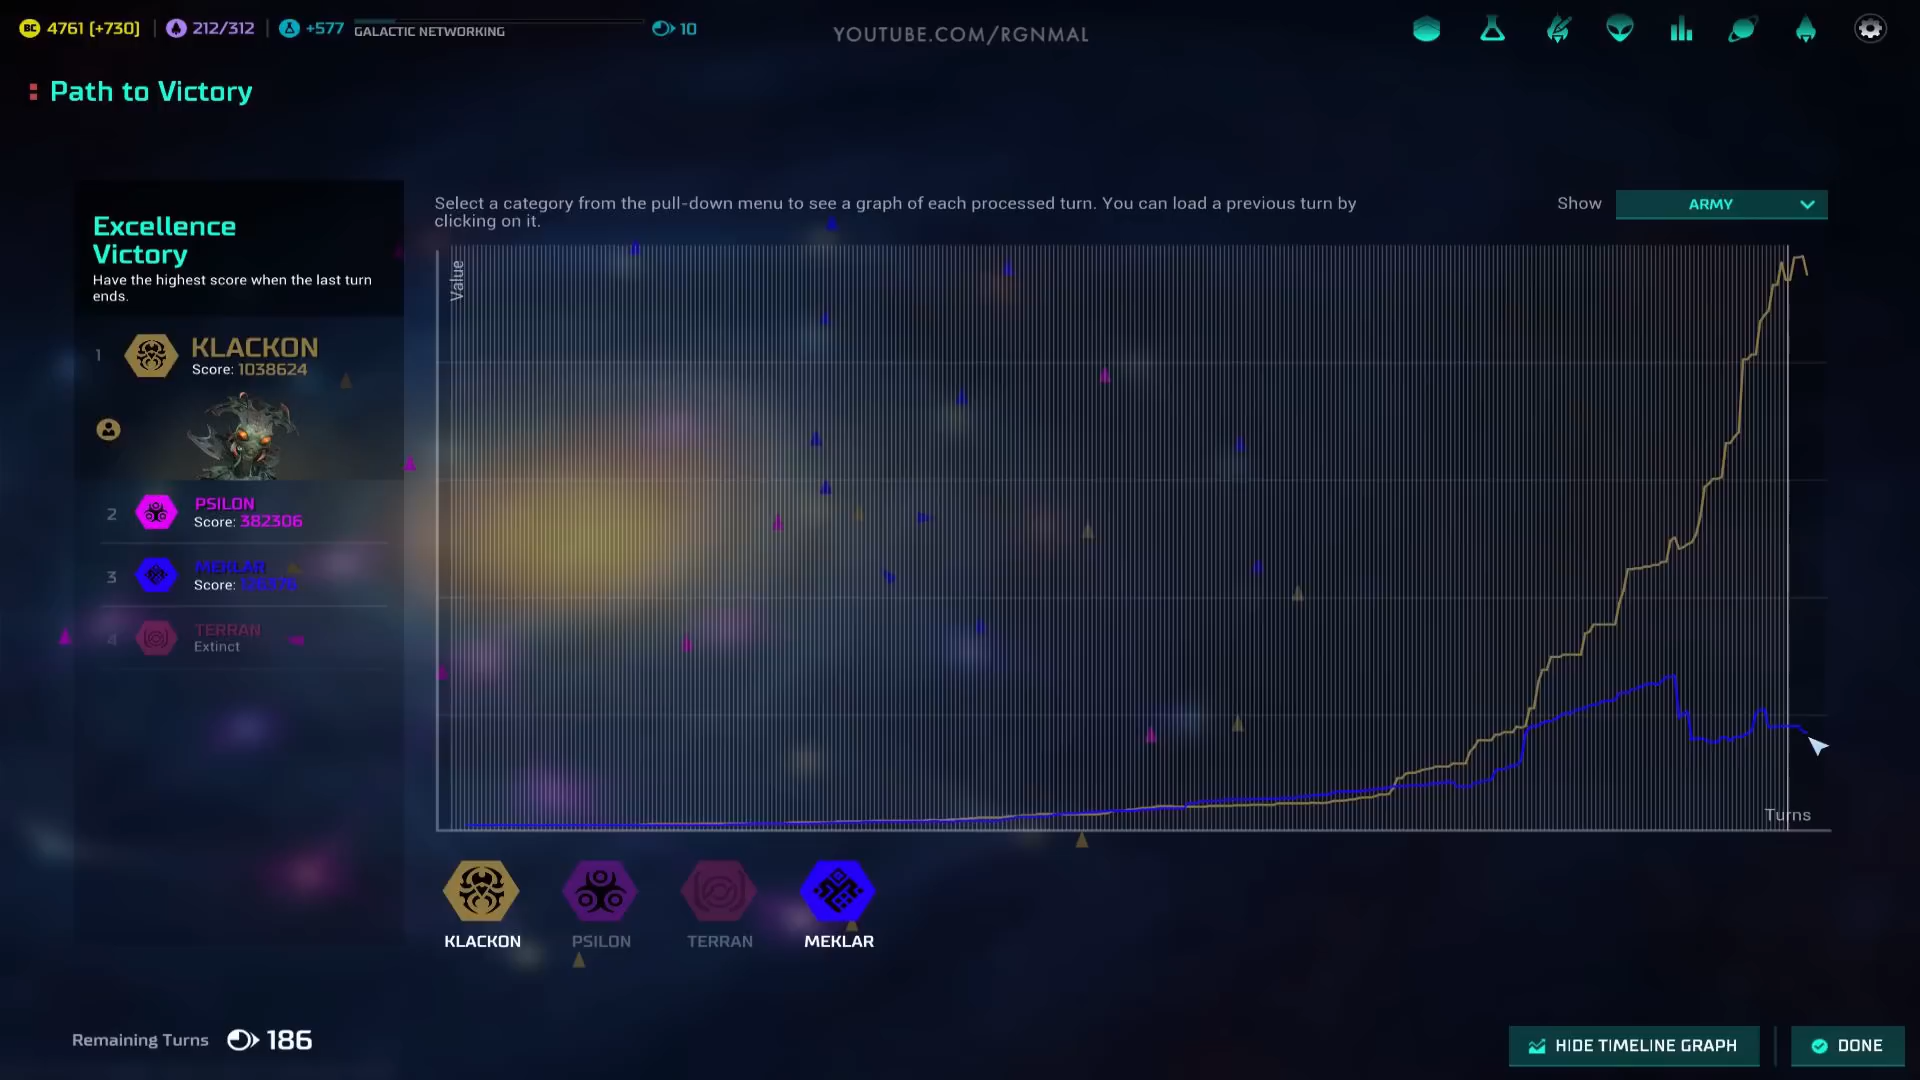 BC 4761 [+730]
212/312
+577
GALACTIC NETWORKING
10
YOUTUBE.COM/RGNMAL
Path to Victory
Excellence
Victory
Have the highest score when the last turn
ends.
1
KLACKON
Score: 1038624
2
PSILON
Score: 382306
3
MEKLAR
Score:
4
TERRAN
Extinct
Select a category from the pull-down menu to see a graph of each processed turn. You can load a previous turn by
clicking on it.
Show
ARMY
Value
Turns
KLACKON
PSILON
TERRAN
MEKLAR
Remaining Turns
186
HIDE TIMELINE GRAPH
DONE